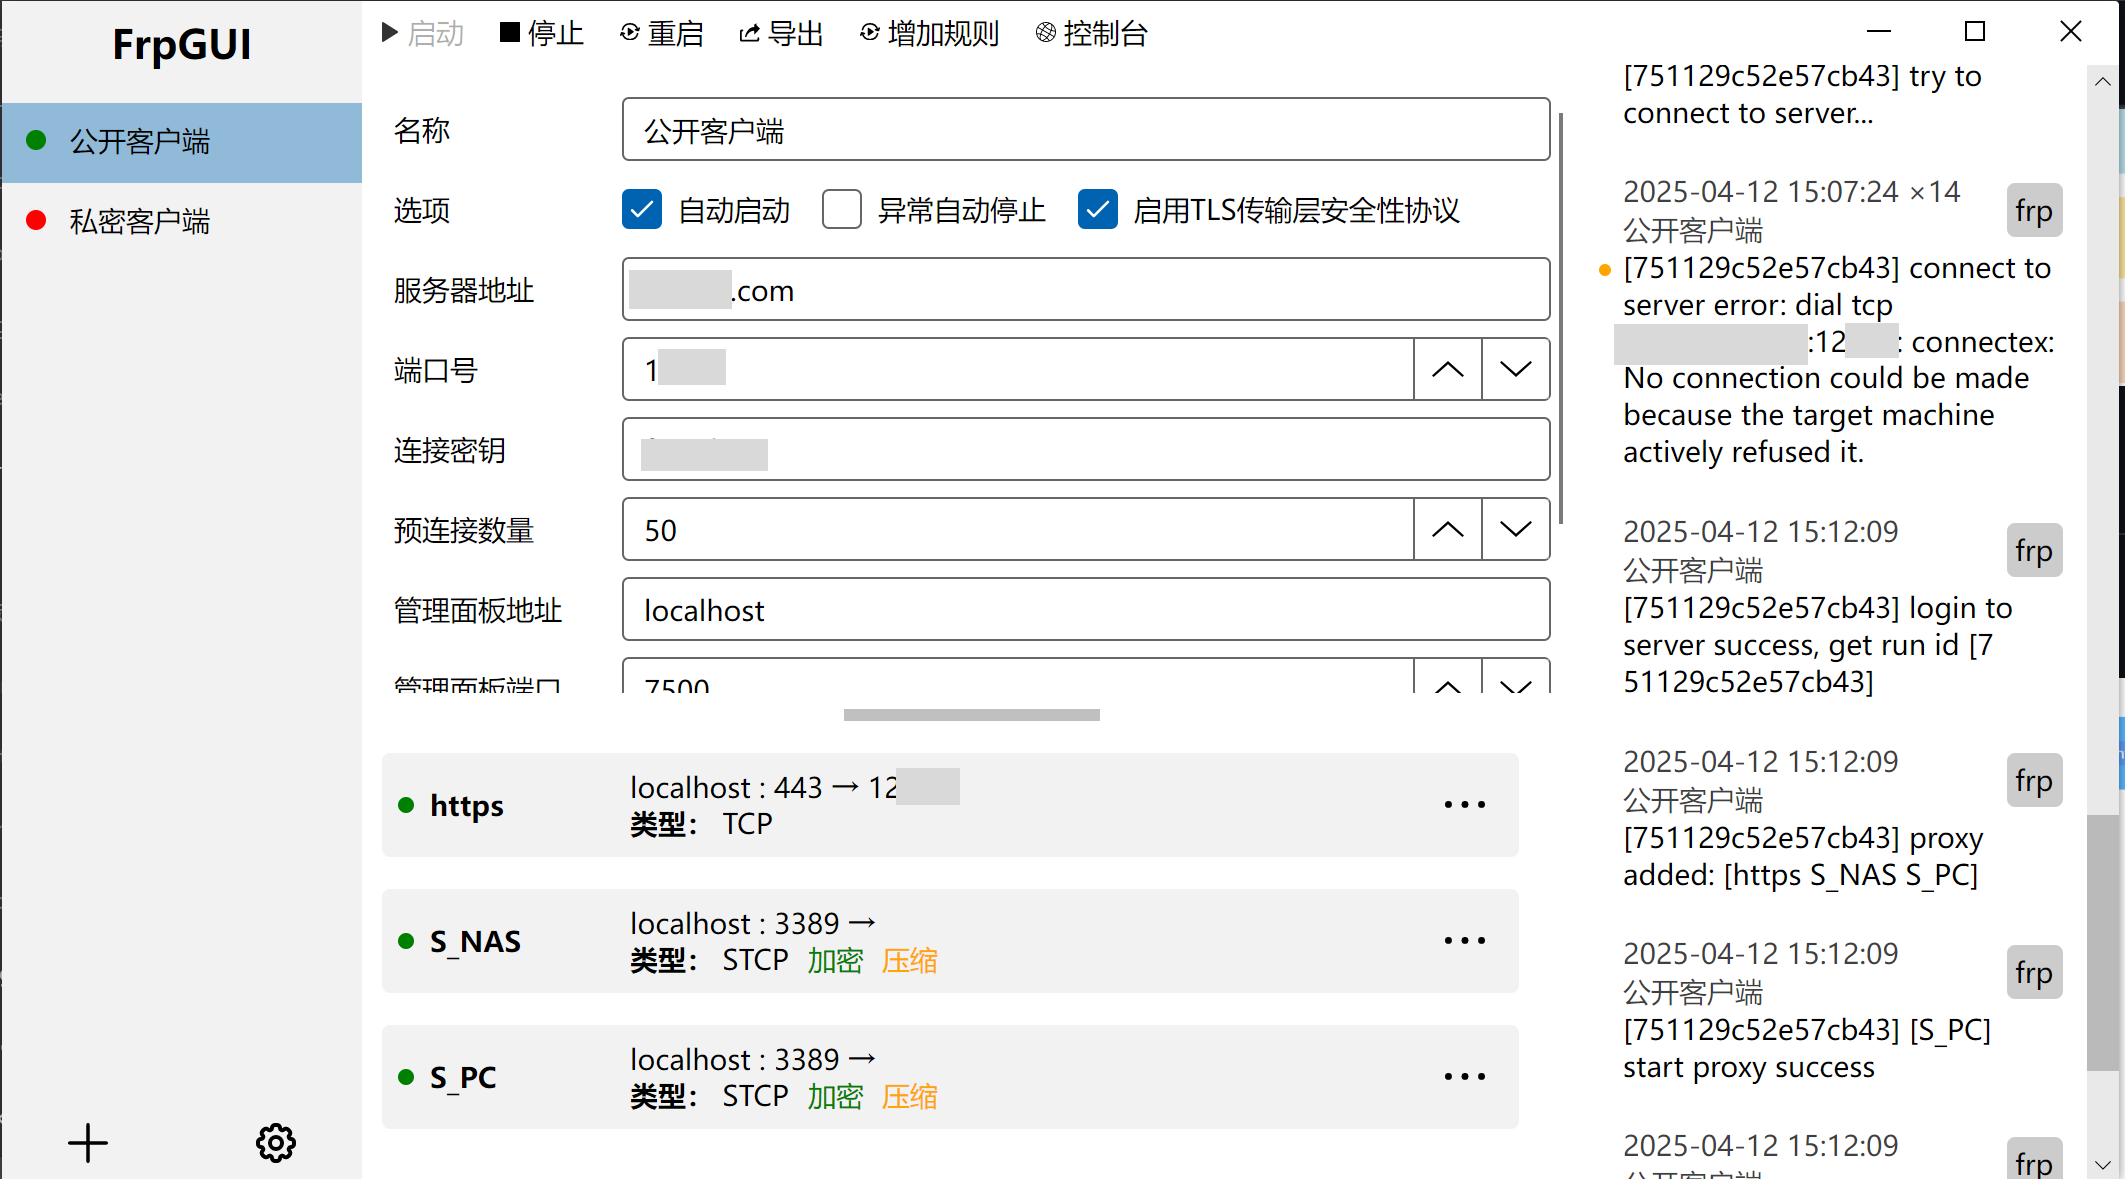 FrpGUI
公开客户端
私密客户端
启动 停止 重启 导出 增加规则 控制台
名称 公开客户端
选项 自动启动 异常自动停止 启用TLS传输层安全性协议
服务器地址 .com
端口号 1
连接密钥
预连接数量 50
管理面板地址 localhost
管理面板端口 7500
https
localhost : 443 → 12
类型： TCP
S_NAS
localhost : 3389 →
类型： STCP 加密 压缩
S_PC
localhost : 3389 →
类型： STCP 加密 压缩
[751129c52e57cb43] try to
connect to server...
2025-04-12 15:07:24 ×14
frp
公开客户端
[751129c52e57cb43] connect to
server error: dial tcp
:12 : connectex:
No connection could be made
because the target machine
actively refused it.
2025-04-12 15:12:09
frp
公开客户端
[751129c52e57cb43] login to
server success, get run id [7
51129c52e57cb43]
2025-04-12 15:12:09
frp
公开客户端
[751129c52e57cb43] proxy
added: [https S_NAS S_PC]
2025-04-12 15:12:09
frp
公开客户端
[751129c52e57cb43] [S_PC]
start proxy success
2025-04-12 15:12:09
frp